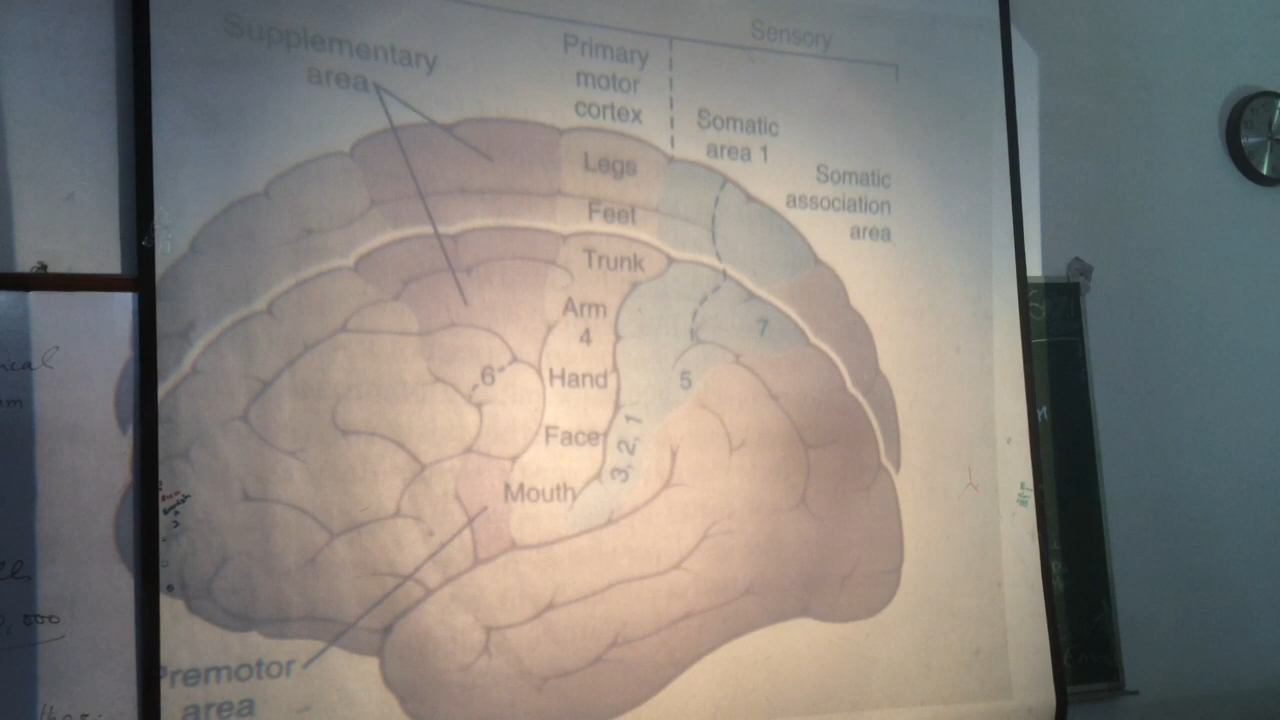 Sensory
Supplementary
area
Primary
motor
cortex
Somatic
area 1
Somatic
association
area
Legs
Feet
Trunk
Arm
4
7
6
Hand
5
Face
3, 2, 1
Mouth
Premotor
area